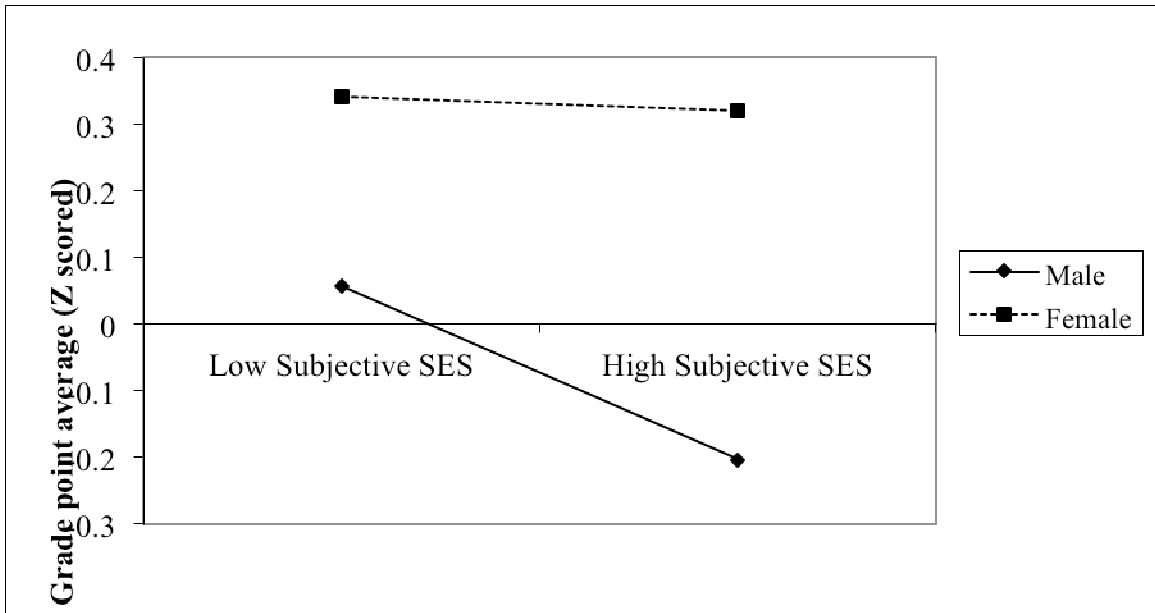 Grade point average (Z scored)
0.4
0.3
0.2
0.1
0
0.1
0.2
0.3
Low Subjective SES
High Subjective SES
Male
Female